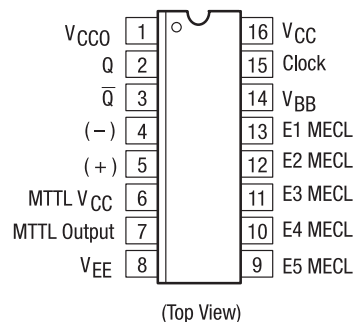 VCCO 1 16 VCC
Q 2 15 Clock
Q̅ 3 14 VBB
(−) 4 13 E1 MECL
(+) 5 12 E2 MECL
MTTL VCC 6 11 E3 MECL
MTTL Output 7 10 E4 MECL
VEE 8 9 E5 MECL
(Top View)